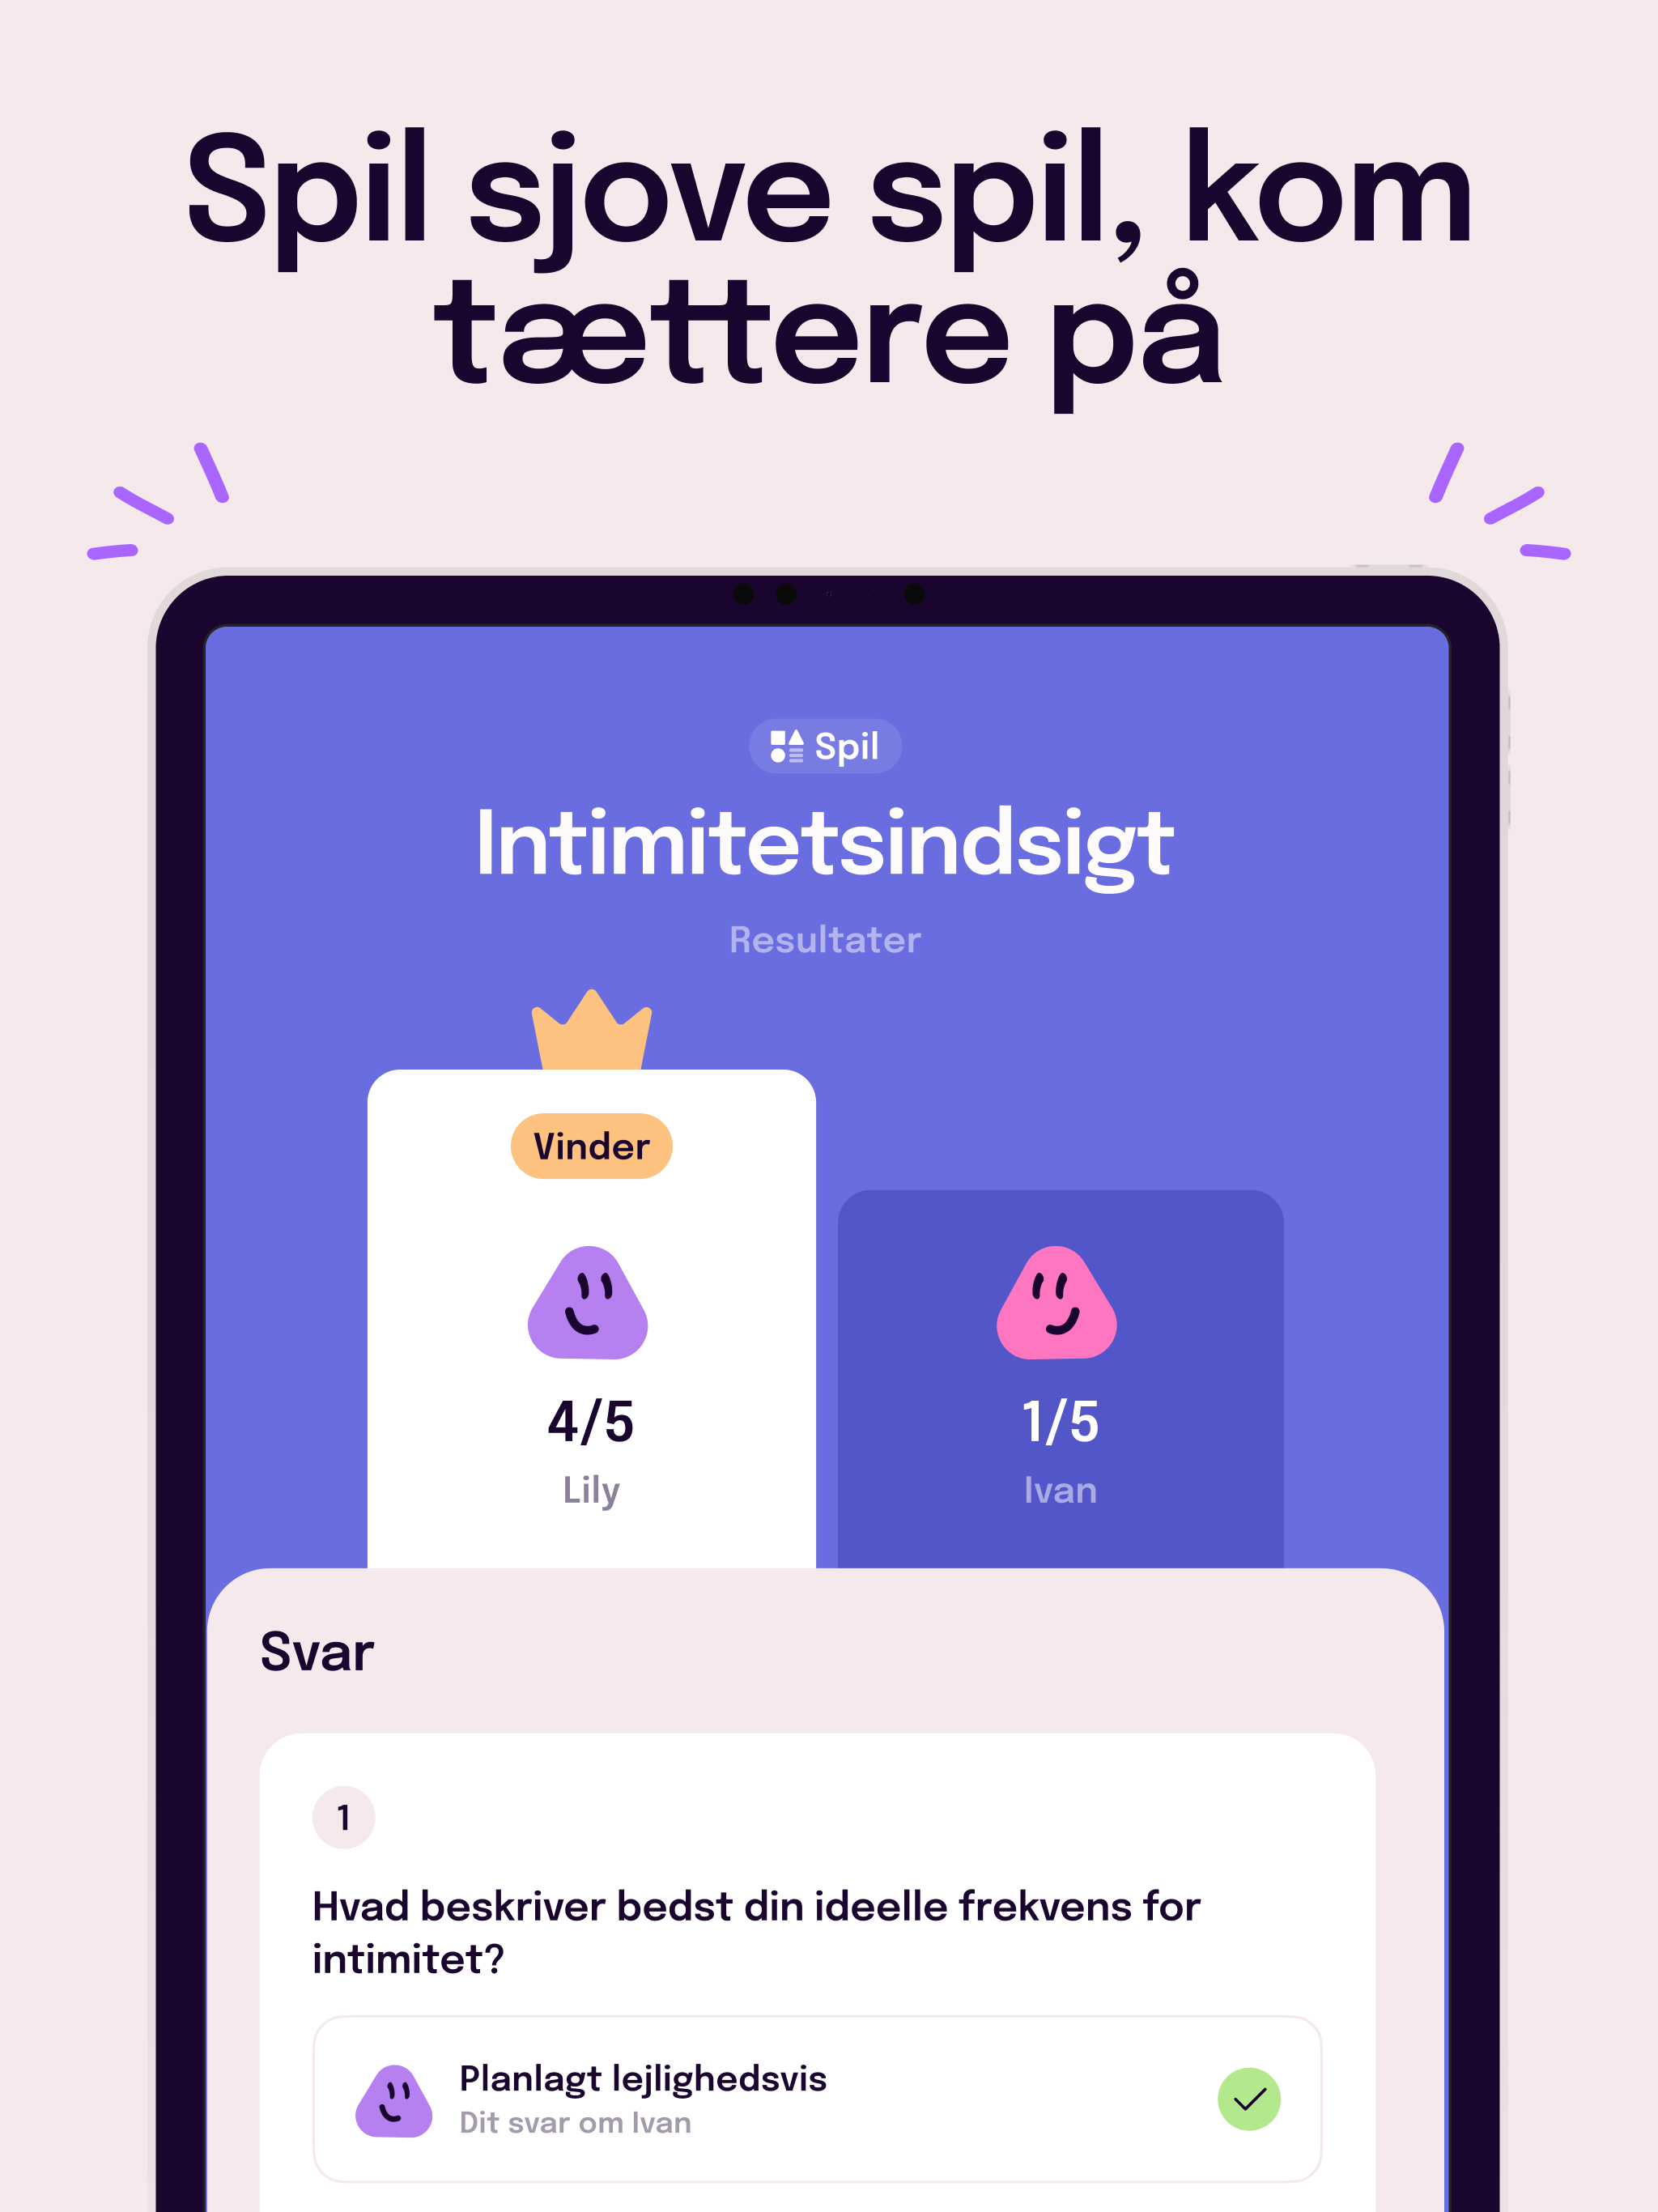 Spil sjove spil, kom
tættere på
Spil
Intimitetsindsigt
Resultater
Vinder
4/5
Lily
1/5
Ivan
Svar
1
Hvad beskriver bedst din ideelle frekvens for
intimitet?
Planlagt lejlighedsvis
Dit svar om Ivan